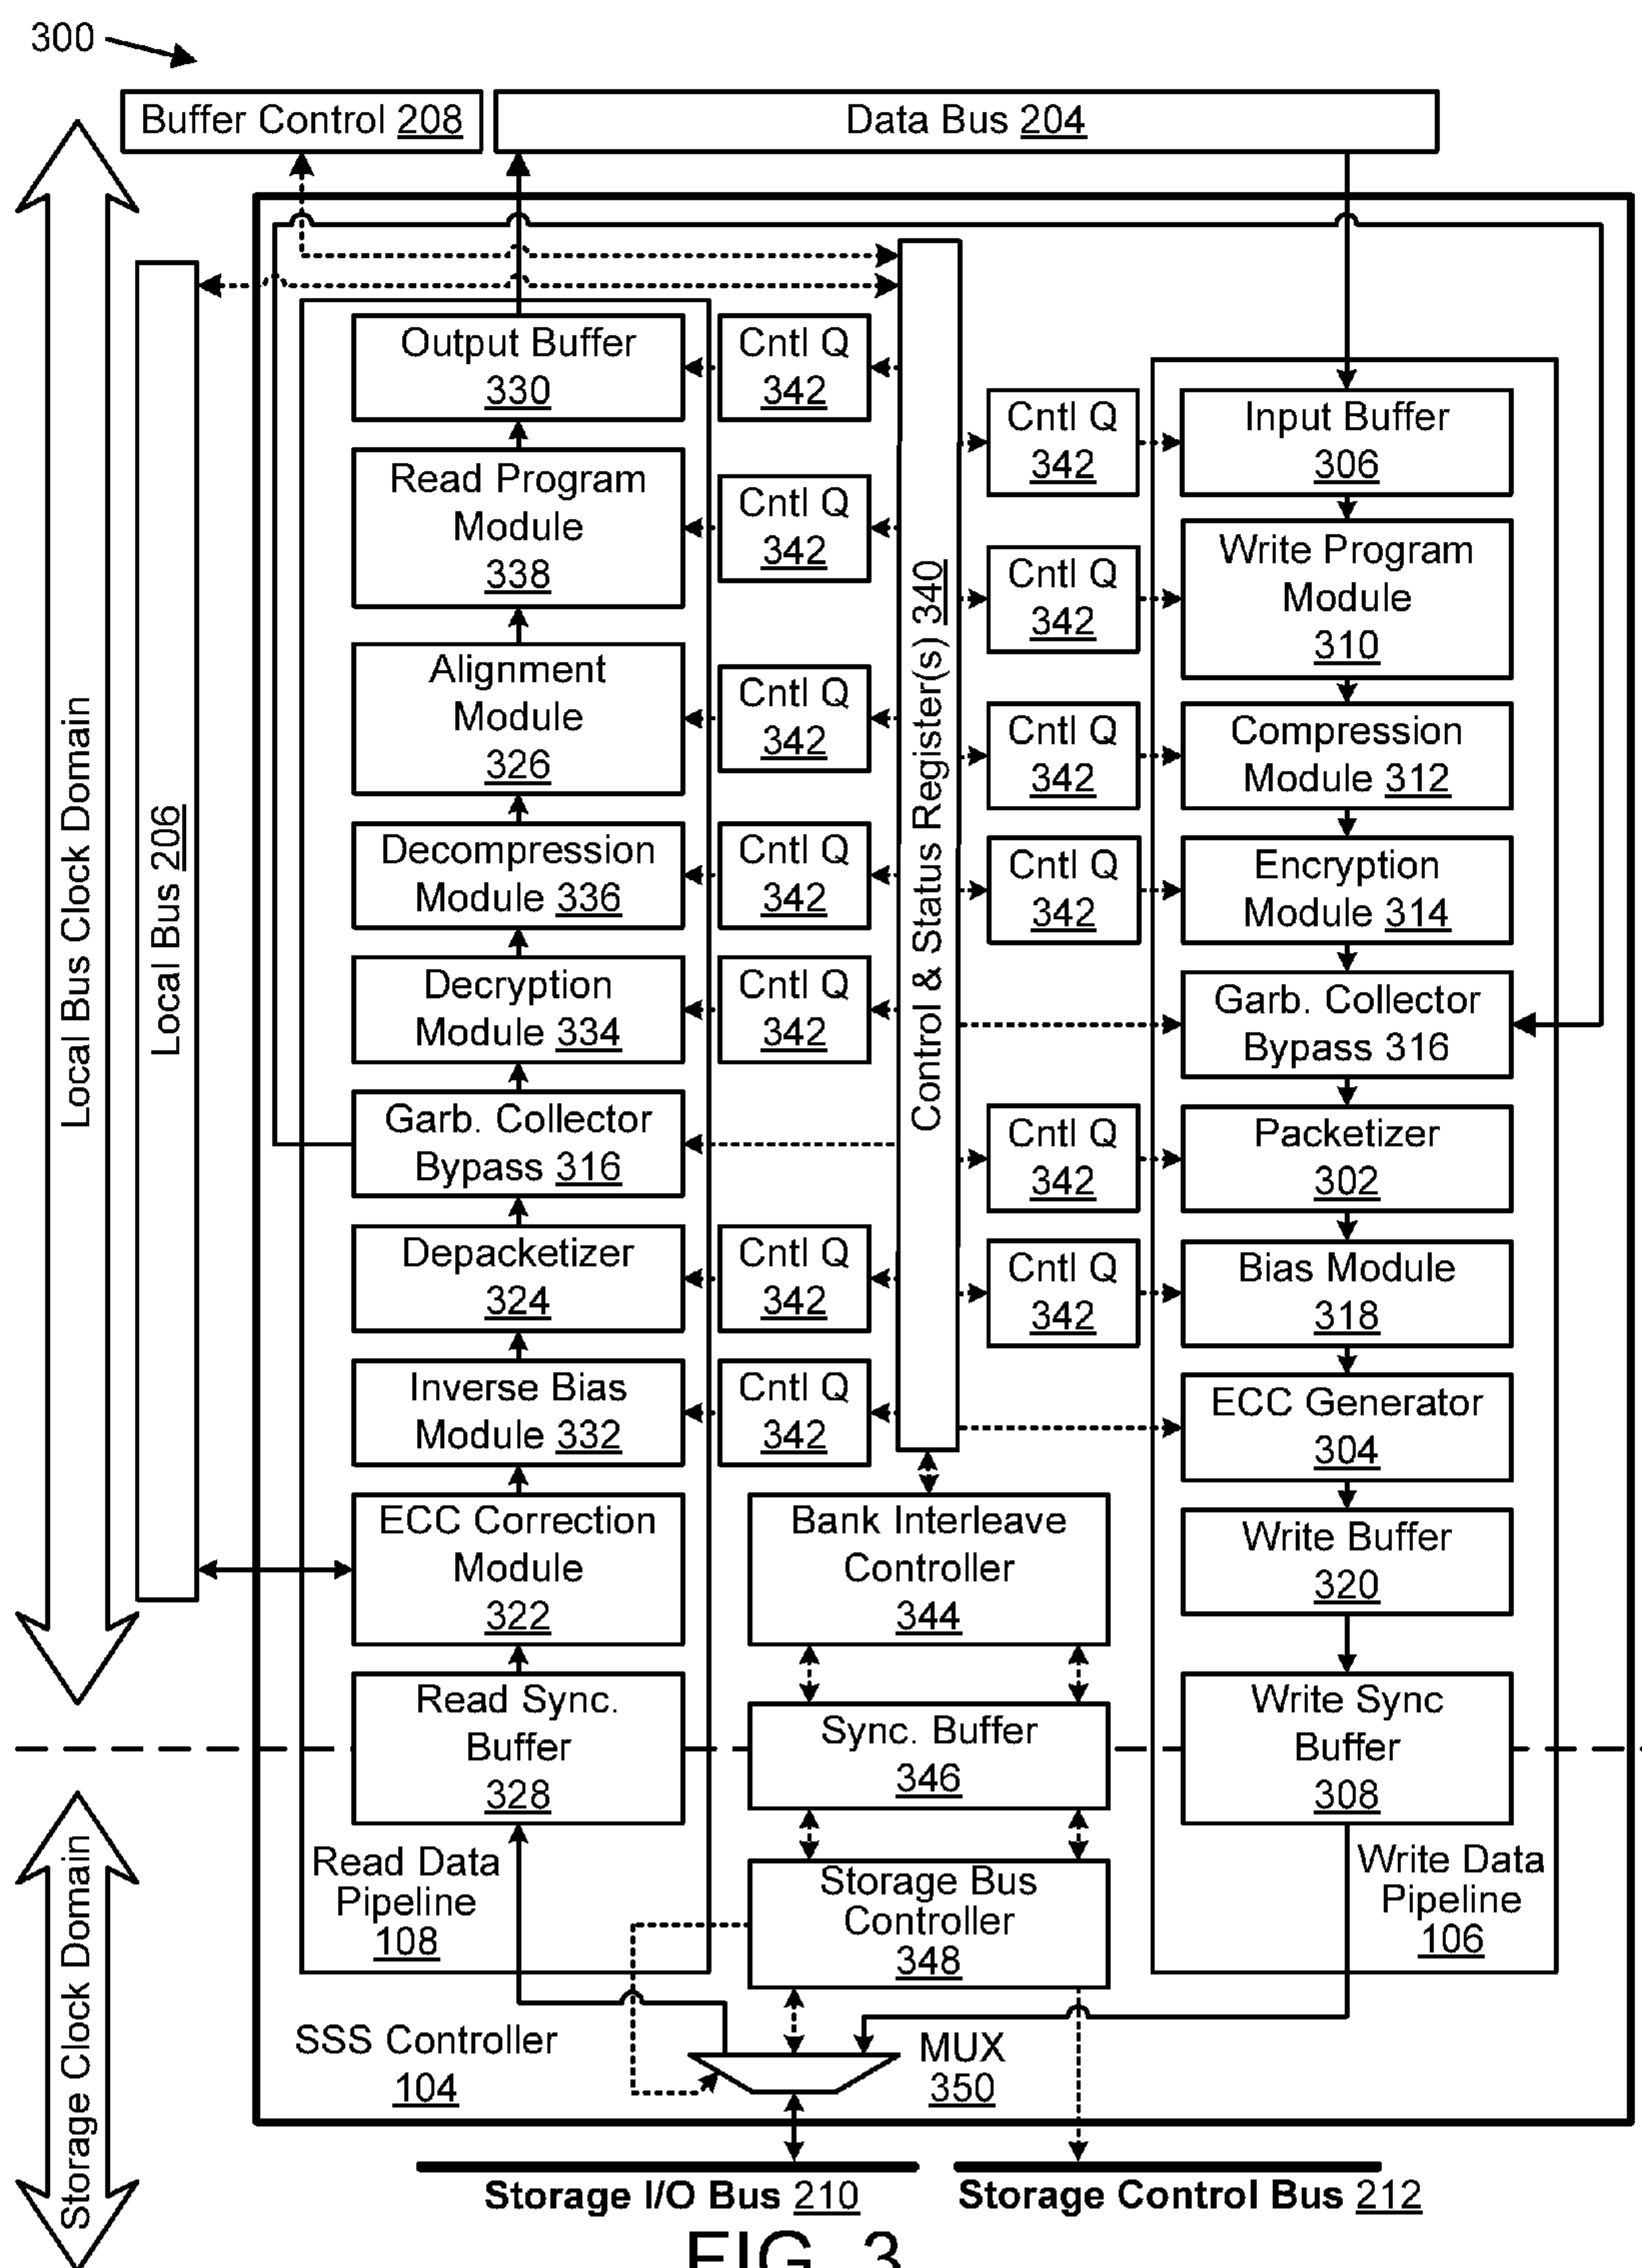 300
Buffer Control 208
Data Bus 204
Local Bus Clock Domain
Local Bus 206
Output Buffer
330
Cntl Q
342
Read Program
Module
338
Cntl Q
342
Alignment
Module
326
Cntl Q
342
Decompression
Module 336
Cntl Q
342
Decryption
Module 334
Cntl Q
342
Garb. Collector
Bypass 316
Depacketizer
324
Cntl Q
342
Inverse Bias
Module 332
Cntl Q
342
ECC Correction
Module
322
Read Sync.
Buffer
328
Read Data
Pipeline
108
Control & Status Register(s) 340
Bank Interleave
Controller
344
Sync. Buffer
346
Storage Bus
Controller
348
Cntl Q
342
Input Buffer
306
Cntl Q
342
Write Program
Module
310
Cntl Q
342
Compression
Module 312
Cntl Q
342
Encryption
Module 314
Garb. Collector
Bypass 316
Cntl Q
342
Packetizer
302
Cntl Q
342
Bias Module
318
ECC Generator
304
Write Buffer
320
Write Sync
Buffer
308
Write Data
Pipeline
106
Storage Clock Domain
SSS Controller
104
MUX
350
Storage I/O Bus 210
Storage Control Bus 212
FIG. 3